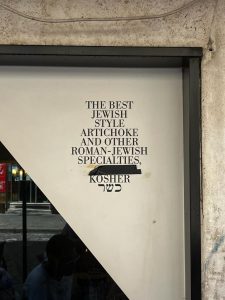 THE BEST
JEWISH
STYLE
ARTICHOKE
AND OTHER
ROMAN-JEWISH
SPECIALTIES,
KOSHER
כשר